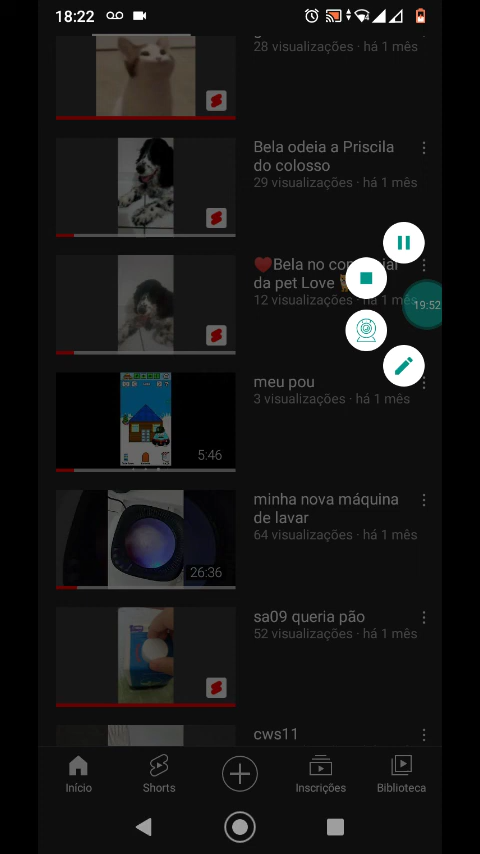 18:22
28 visualizações · há 1 mês
Bela odeia a Priscila
do colosso
29 visualizações · há 1 mês
❤️Bela no
da pet Love
12 visualizações · há 1 mês
19:52
meu pou
3 visualizações · há 1 mês
5:46
minha nova máquina
de lavar
64 visualizações · há 1 mês
26:36
sa09 queria pão
52 visualizações · há 1 mês
cws11
Início
Shorts
Inscrições
Biblioteca